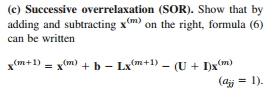 (c) Successive overrelaxation (SOR). Show that by
adding and subtracting x^(m) on the right, formula (6)
can be written
x^(m+1) = x^(m) + b − Lx^(m+1) − (U + I)x^(m)
(a_jj = 1).